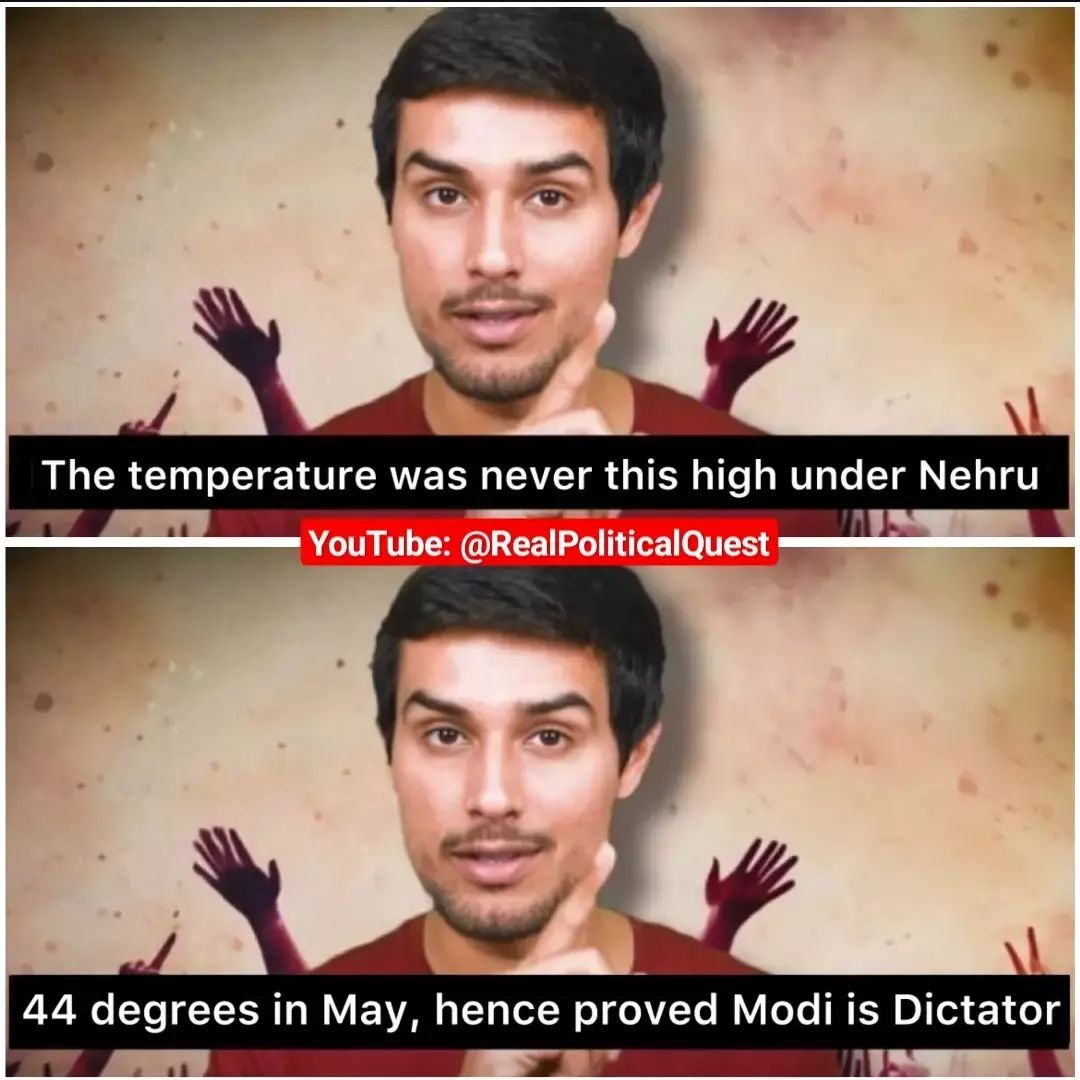 The temperature was never this high under Nehru
YouTube: @RealPoliticalQuest
44 degrees in May, hence proved Modi is Dictator